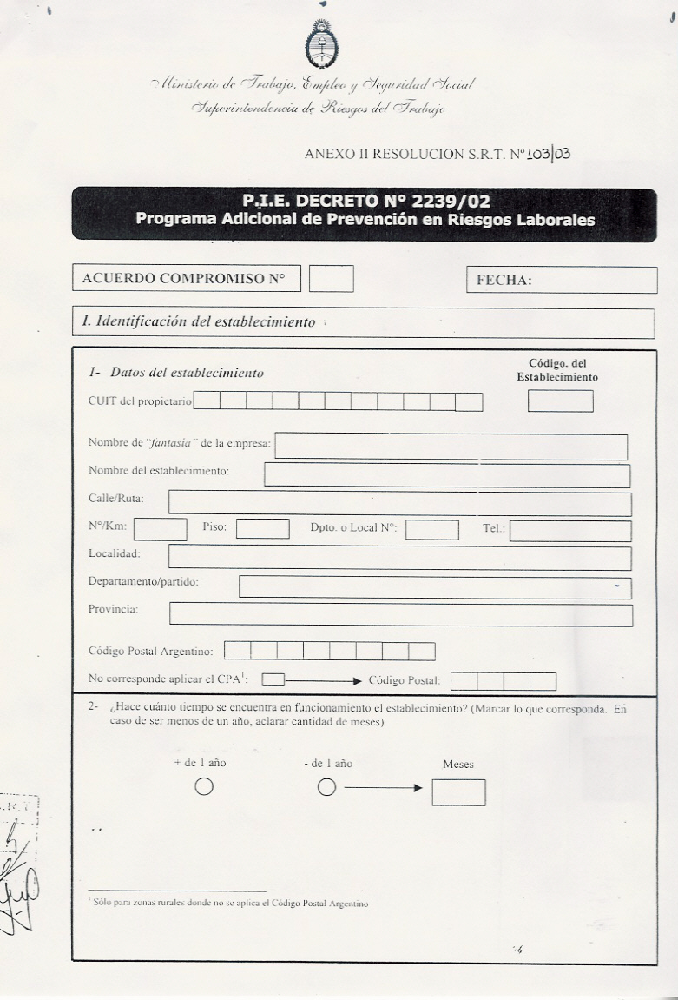 Ministerio de Trabajo, Empleo y Seguridad Social
Superintendencia de Riesgos del Trabajo
ANEXO II RESOLUCION S.R.T. Nº 103/03
P.I.E. DECRETO N° 2239/02
Programa Adicional de Prevención en Riesgos Laborales
ACUERDO COMPROMISO N°
FECHA:
I. Identificación del establecimiento
1- Datos del establecimiento
Código. del
Establecimiento
CUIT del propietario
Nombre de "fantasia" de la empresa:
Nombre del establecimiento:
Calle/Ruta:
N°/Km: Piso: Dpto. o Local N°: Tel.:
Localidad:
Departamento/partido:
Provincia:
Código Postal Argentino:
No corresponde aplicar el CPA¹: Código Postal:
2- ¿Hace cuánto tiempo se encuentra en funcionamiento el establecimiento? (Marcar lo que corresponda. En
caso de ser menos de un año, aclarar cantidad de meses)
+ de 1 año - de 1 año Meses
¹ Sólo para zonas rurales donde no se aplica el Código Postal Argentino